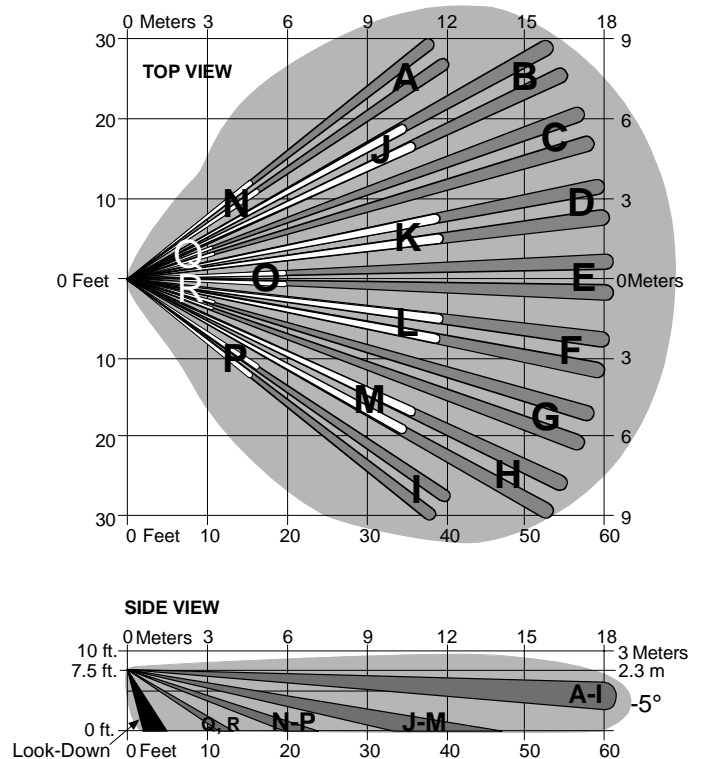 0 Meters 3 6 9 12 15 18
30 9
TOP VIEW
A B
20 6
J C
10 3
N D
K
Q
0 Feet O E 0 Meters
R
L
10 P F 3
M G
20 6
H
I
30 9
0 Feet 10 20 30 40 50 60
SIDE VIEW
0 Meters 3 6 9 12 15 18
10 ft. 3 Meters
7.5 ft. 2.3 m
A-I -5°
0 ft. Q, R N-P J-M
Look-Down 0 Feet 10 20 30 40 50 60